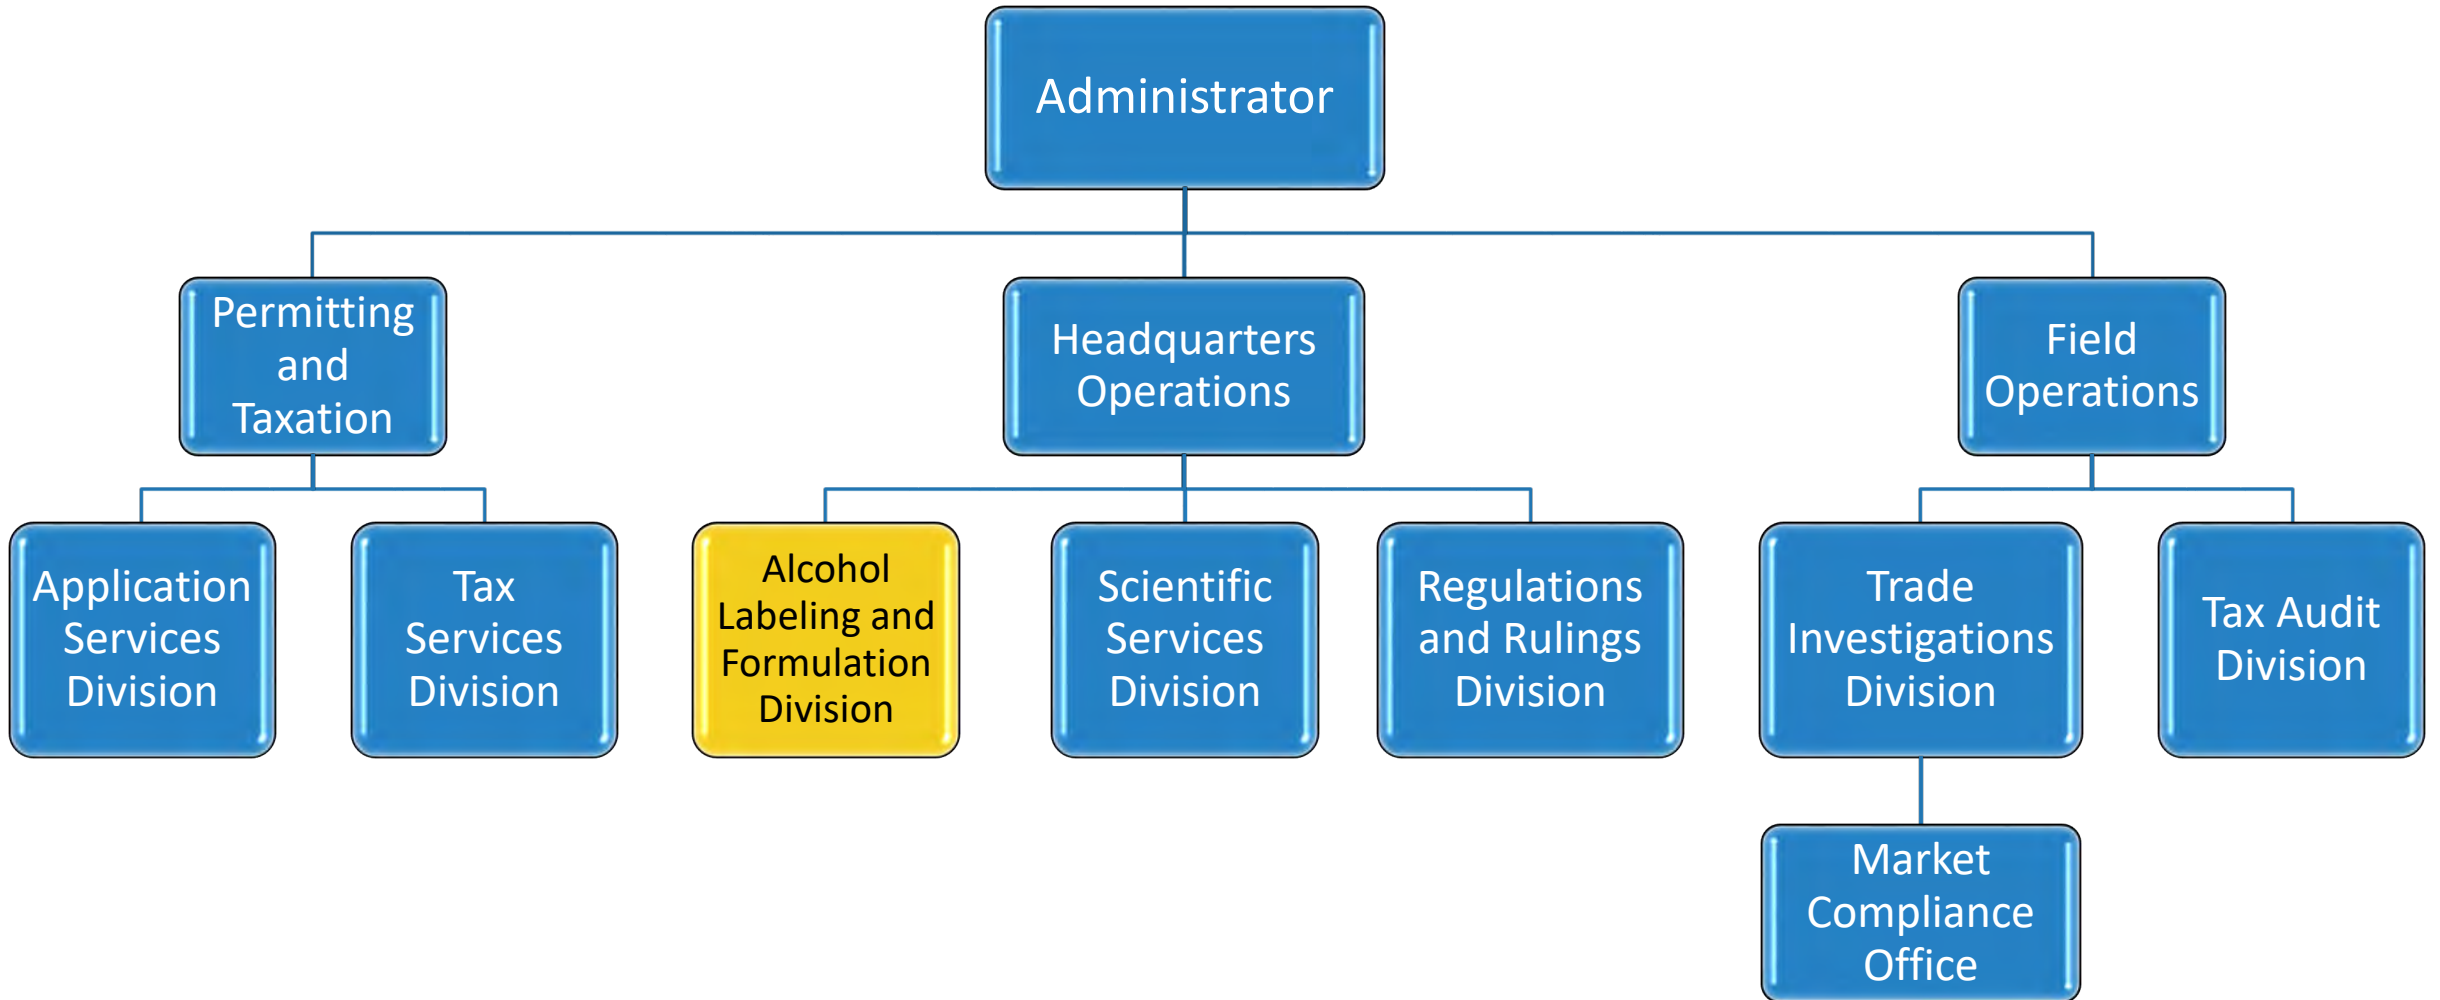 Administrator
Permitting
and
Taxation
Headquarters
Operations
Field
Operations
Application
Services
Division
Tax
Services
Division
Alcohol
Labeling and
Formulation
Division
Scientific
Services
Division
Regulations
and Rulings
Division
Trade
Investigations
Division
Tax Audit
Division
Market
Compliance
Office